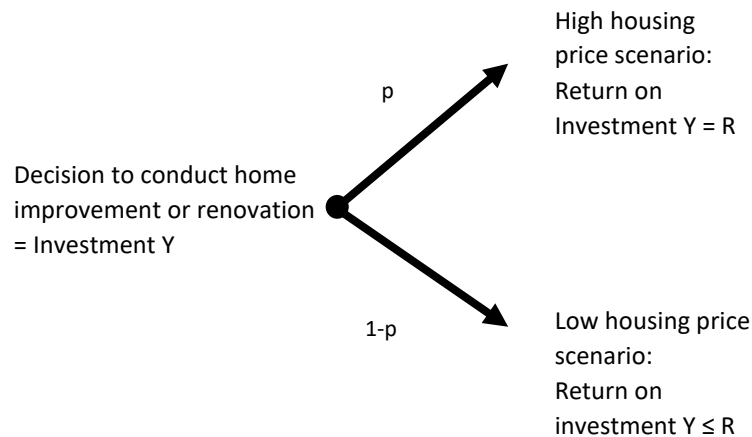 High housing
price scenario:
Return on
Investment Y = R
p
Decision to conduct home
improvement or renovation
= Investment Y
1-p
Low housing price
scenario:
Return on
investment Y ≤ R